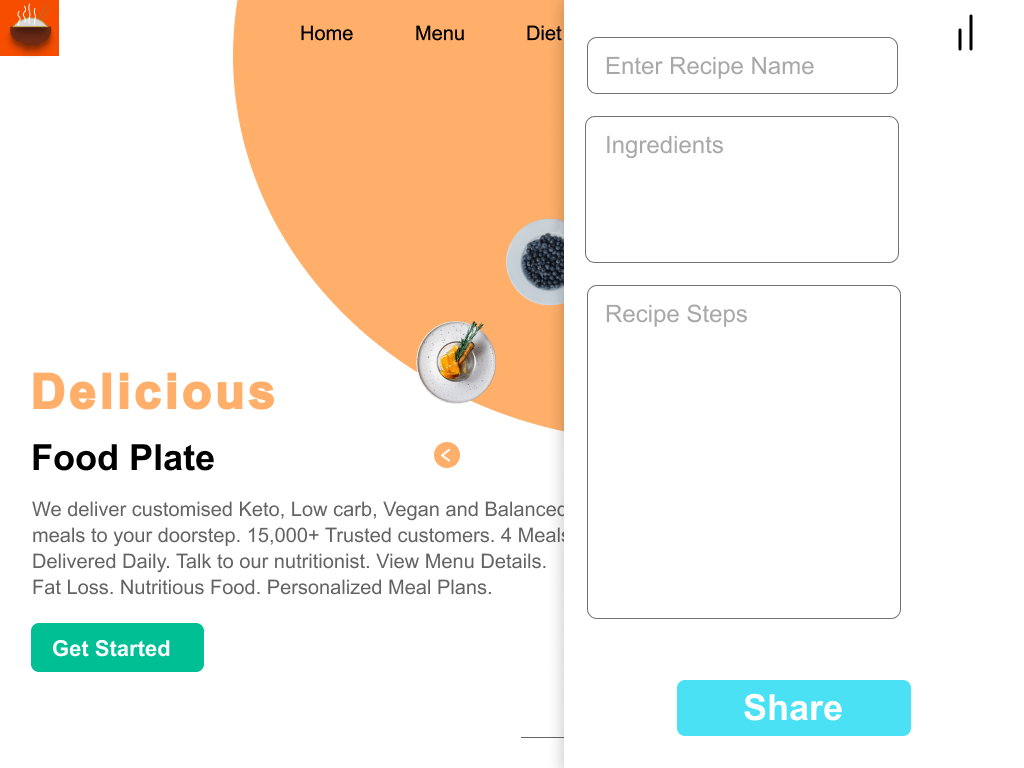 Home Menu Diet
Enter Recipe Name
Ingredients
Recipe Steps
Delicious
Food Plate
We deliver customised Keto, Low carb, Vegan and Balanced
meals to your doorstep. 15,000+ Trusted customers. 4 Meals
Delivered Daily. Talk to our nutritionist. View Menu Details.
Fat Loss. Nutritious Food. Personalized Meal Plans.
Get Started
Share